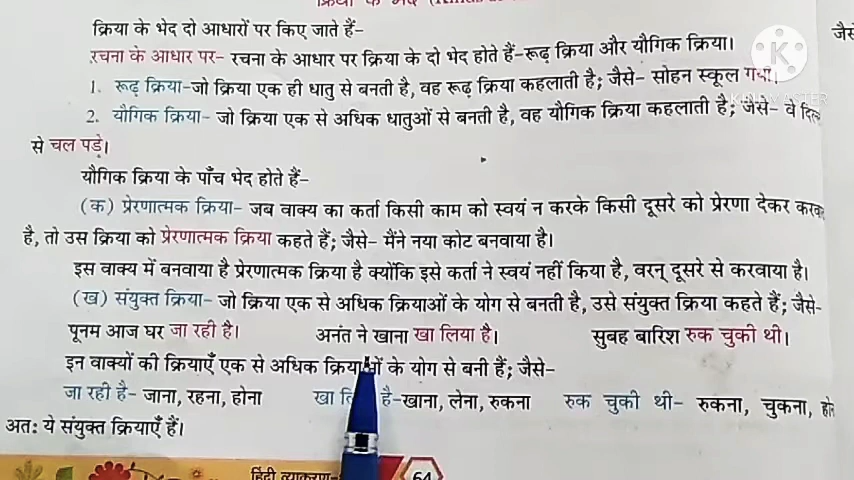 क्रिया के भेद दो आधारों पर किए जाते हैं–
जैसे
रचना के आधार पर– रचना के आधार पर क्रिया के दो भेद होते हैं–रूढ़ क्रिया और यौगिक क्रिया।
1. रूढ़ क्रिया–जो क्रिया एक ही धातु से बनती है, वह रूढ़ क्रिया कहलाती है; जैसे– सोहन स्कूल गया।
KINEMASTER
2. यौगिक क्रिया– जो क्रिया एक से अधिक धातुओं से बनती है, वह यौगिक क्रिया कहलाती है; जैसे– वे
से चल पड़े।
यौगिक क्रिया के पाँच भेद होते हैं–
(क) प्रेरणात्मक क्रिया– जब वाक्य का कर्ता किसी काम को स्वयं न करके किसी दूसरे को प्रेरणा देकर
है, तो उस क्रिया को प्रेरणात्मक क्रिया कहते हैं; जैसे– मैंने नया कोट बनवाया है।
इस वाक्य में बनवाया है प्रेरणात्मक क्रिया है क्योंकि इसे कर्ता ने स्वयं नहीं किया है, वरन् दूसरे से करवाया है।
(ख) संयुक्त क्रिया– जो क्रिया एक से अधिक क्रियाओं के योग से बनती है, उसे संयुक्त क्रिया कहते हैं; जैसे–
पूनम आज घर जा रही है। अनंत ने खाना खा लिया है। सुबह बारिश रुक चुकी थी।
इन वाक्यों की क्रियाएँ एक से अधिक क्रियाओं के योग से बनी हैं; जैसे–
जा रही है– जाना, रहना, होना खा है–खाना, लेना, रुकना रुक चुकी थी– रुकना, चुकना,
अतः ये संयुक्त क्रियाएँ हैं।
हिंदी व्याकरण– 64